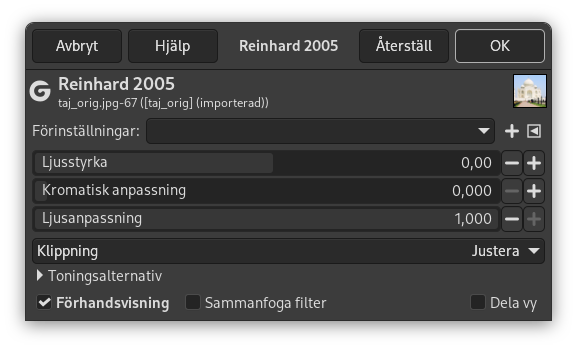 Avbryt Hjälp Reinhard 2005 Återställ OK
Reinhard 2005
taj_orig.jpg-67 ([taj_orig] (importerad))
Förinställningar:
Ljusstyrka 0,00
Kromatisk anpassning 0,000
Ljusanpassning 1,000
Klippning Justera
Toningsalternativ
Förhandsvisning Sammanfoga filter Dela vy